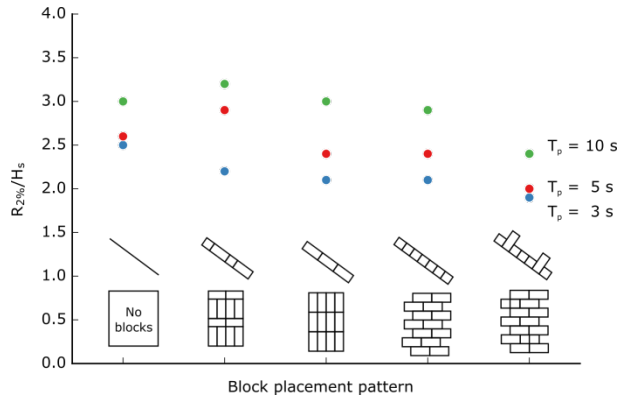 4.0
3.5
3.0
2.5
2.0
1.5
1.0
0.5
0.0
R2%/Hs
Tp = 10 s
Tp = 5 s
Tp = 3 s
No
blocks
Block placement pattern